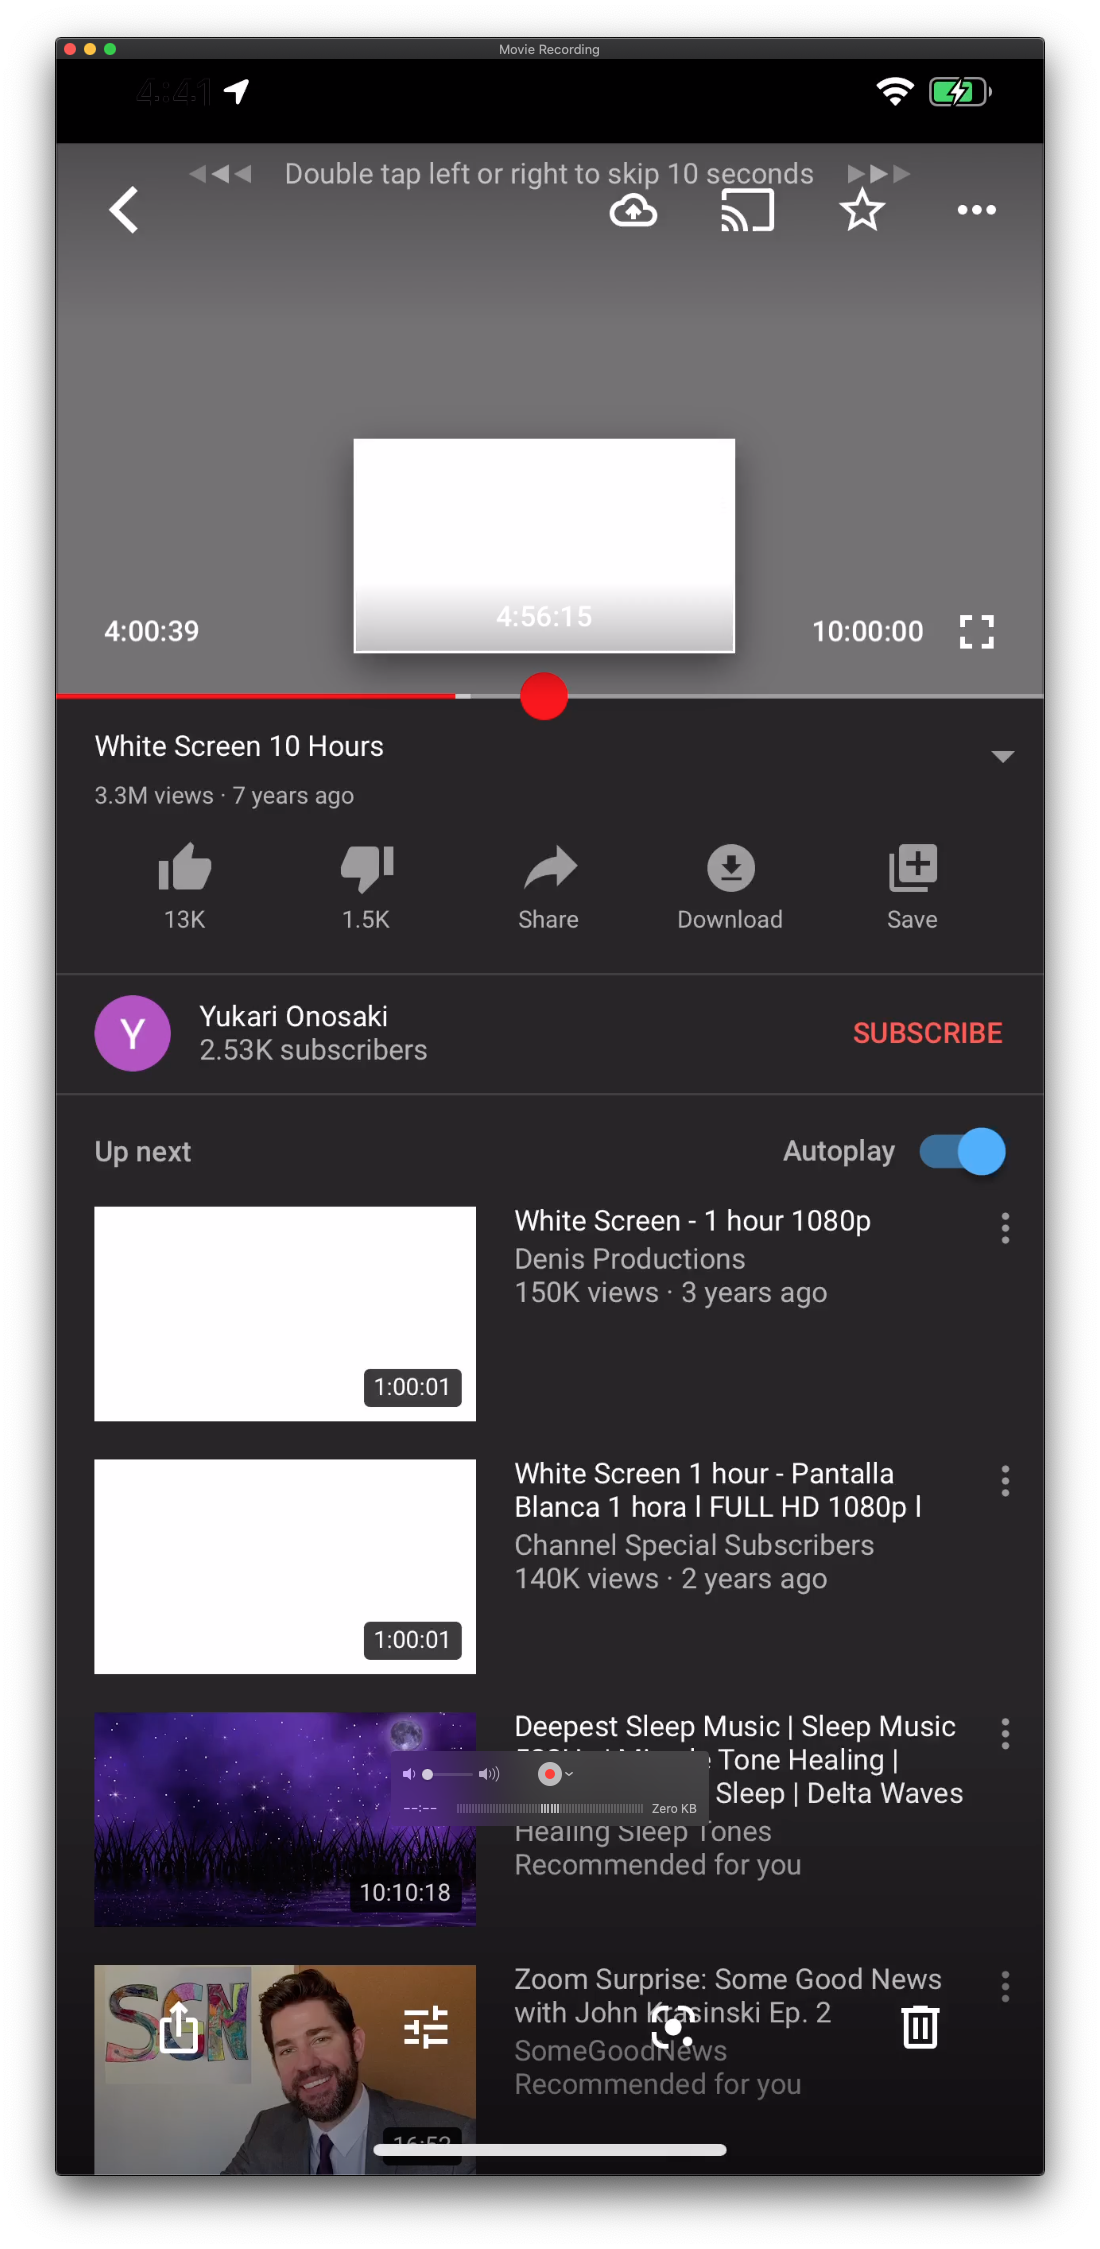 Movie Recording
4:41
Double tap left or right to skip 10 seconds
4:56:15
4:00:39
10:00:00
White Screen 10 Hours
3.3M views · 7 years ago
13K
1.5K
Share
Download
Save
Y
Yukari Onosaki
2.53K subscribers
SUBSCRIBE
Up next
Autoplay
White Screen - 1 hour 1080p
Denis Productions
150K views · 3 years ago
1:00:01
White Screen 1 hour - Pantalla
Blanca 1 hora l FULL HD 1080p l
Channel Special Subscribers
140K views · 2 years ago
1:00:01
Deepest Sleep Music | Sleep Music
Tone Healing |
Sleep | Delta Waves
--:--
Zero KB
Healing Sleep Tones
Recommended for you
10:10:18
SGN
Zoom Surprise: Some Good News
with John Krasinski Ep. 2
SomeGoodNews
Recommended for you
16:52